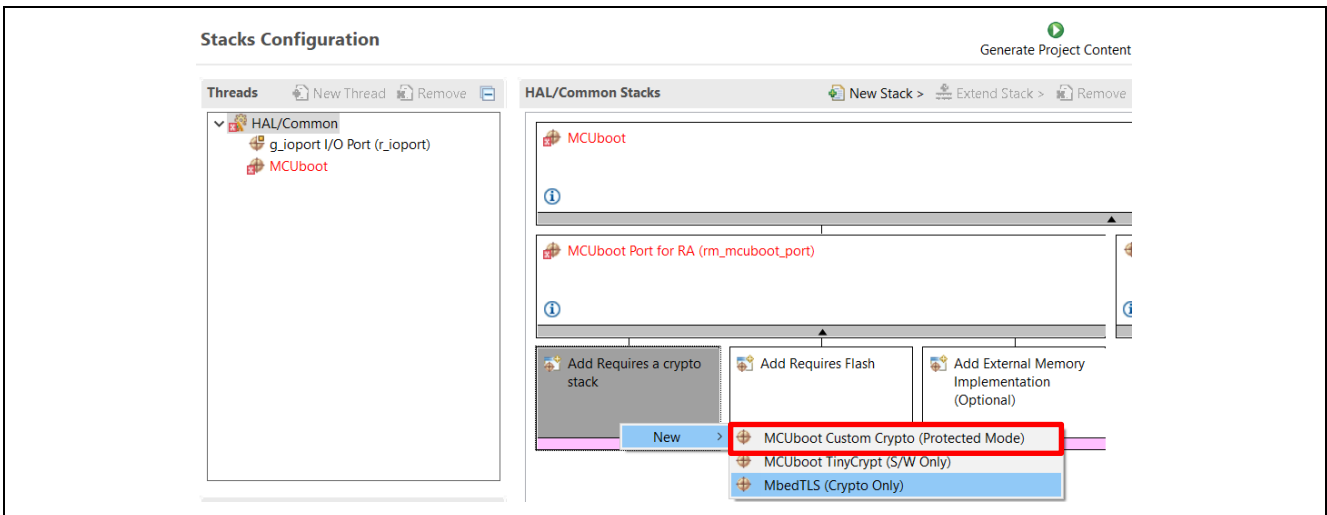 Stacks Configuration
Generate Project Content
Threads New Thread Remove
HAL/Common Stacks New Stack > Extend Stack > Remove
HAL/Common
g_ioport I/O Port (r_ioport)
MCUboot
MCUboot
MCUboot Port for RA (rm_mcuboot_port)
Add Requires a crypto
stack
Add Requires Flash
Add External Memory
Implementation
(Optional)
New >
MCUboot Custom Crypto (Protected Mode)
MCUboot TinyCrypt (S/W Only)
MbedTLS (Crypto Only)